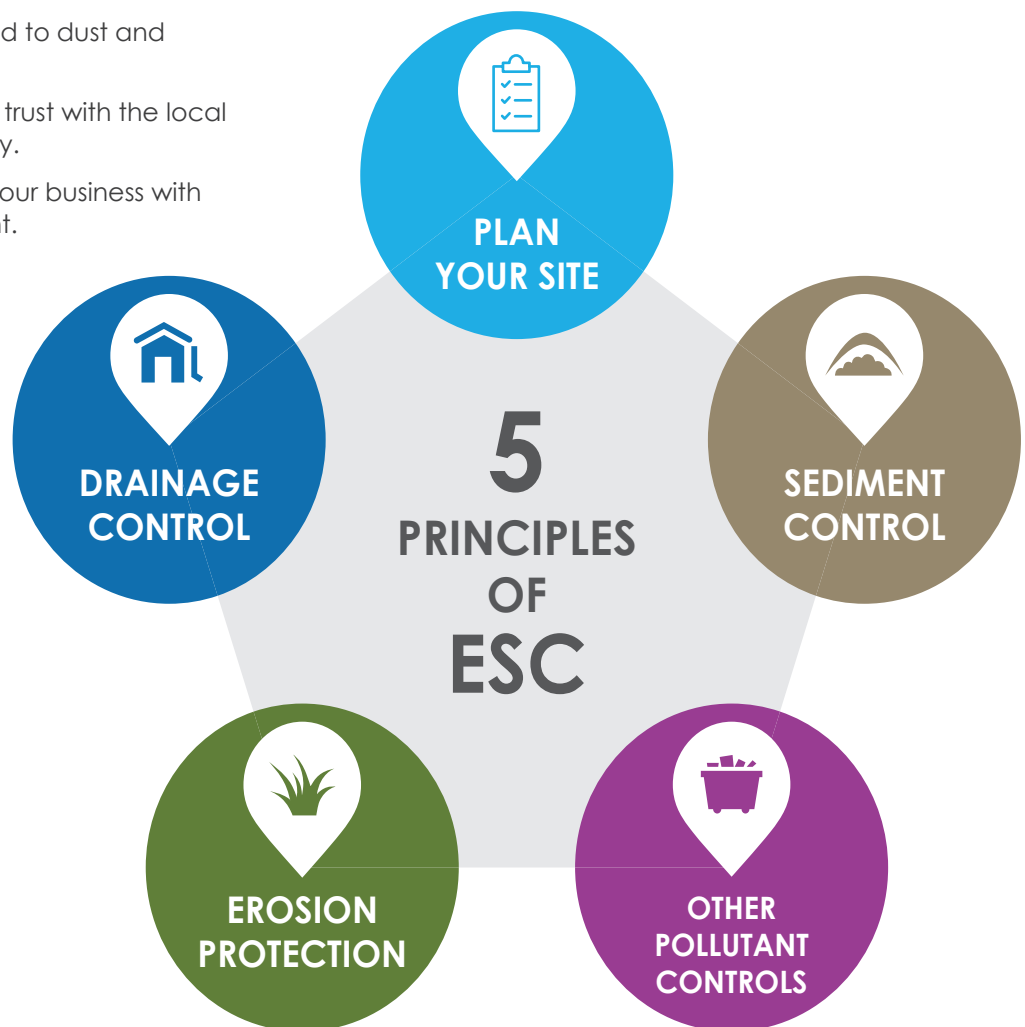 d to dust and
trust with the local
y.
our business with
t.
PLAN
YOUR SITE
DRAINAGE
CONTROL
SEDIMENT
CONTROL
5
PRINCIPLES
OF
ESC
EROSION
PROTECTION
OTHER
POLLUTANT
CONTROLS